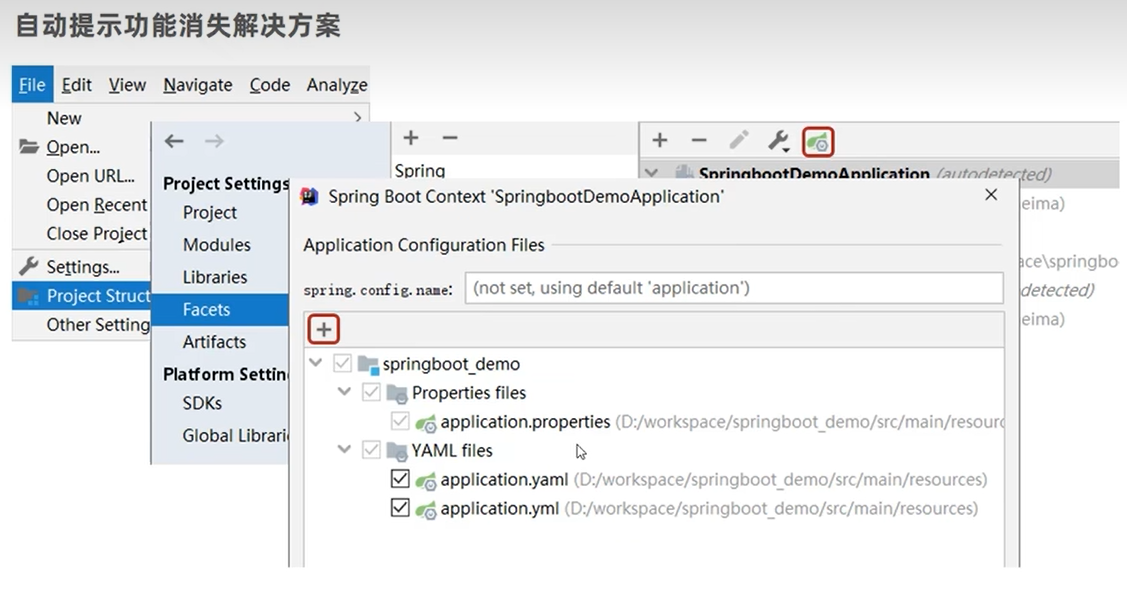 自动提示功能消失解决方案
File Edit View Navigate Code Analyze
New
Open...
Open URL...
Open Recent
Close Project
Settings...
Project Struct
Other Setting
Project Settings
Project
Modules
Libraries
Facets
Artifacts
Platform Settin
SDKs
Global Librari
Spring
SpringbootDemoApplication (autodetected)
eima)
ace\springbo
detected)
eima)
Spring Boot Context 'SpringbootDemoApplication'
Application Configuration Files
spring.config.name: (not set, using default 'application')
springboot_demo
Properties files
application.properties (D:/workspace/springboot_demo/src/main/resourc
YAML files
application.yaml (D:/workspace/springboot_demo/src/main/resources)
application.yml (D:/workspace/springboot_demo/src/main/resources)